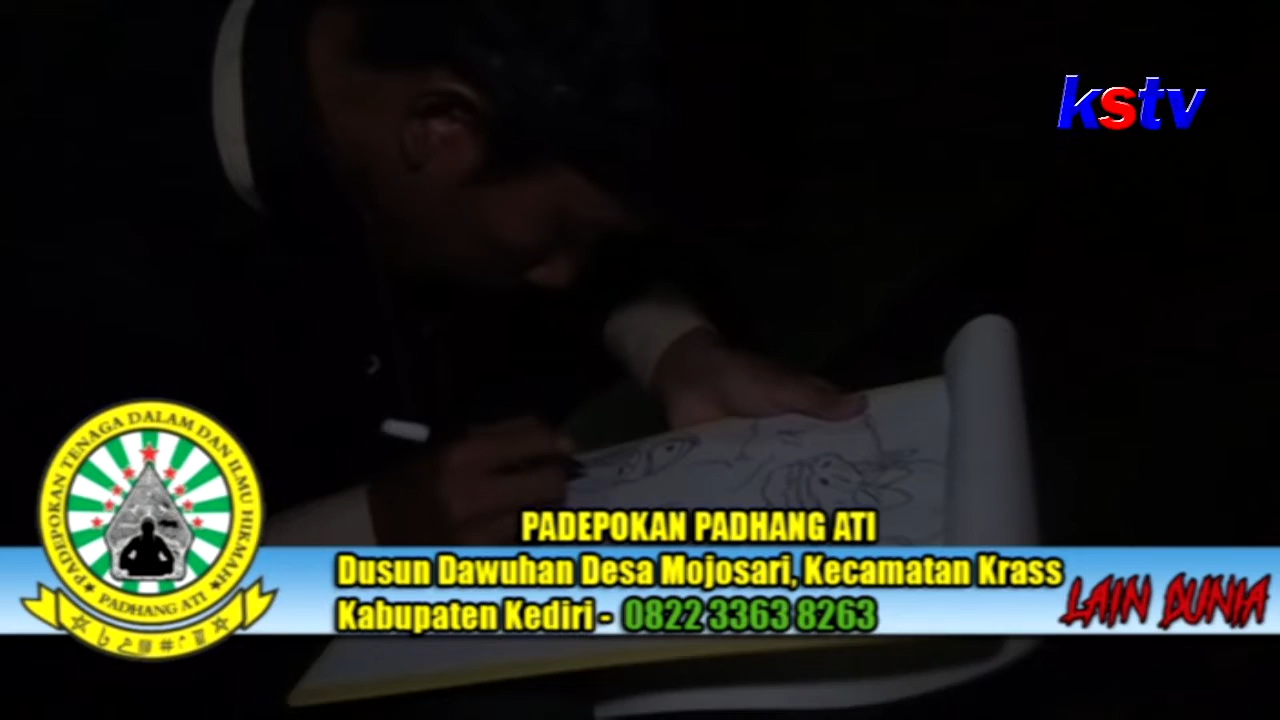 kstv
PADEPOKAN TENAGA DALAM DAN ILMU HIKMAH
PADHANG ATI
PADEPOKAN PADHANG ATI
Dusun Dawuhan Desa Mojosari, Kecamatan Krass
Kabupaten Kediri - 0822 3363 8263
LAIN DUNIA